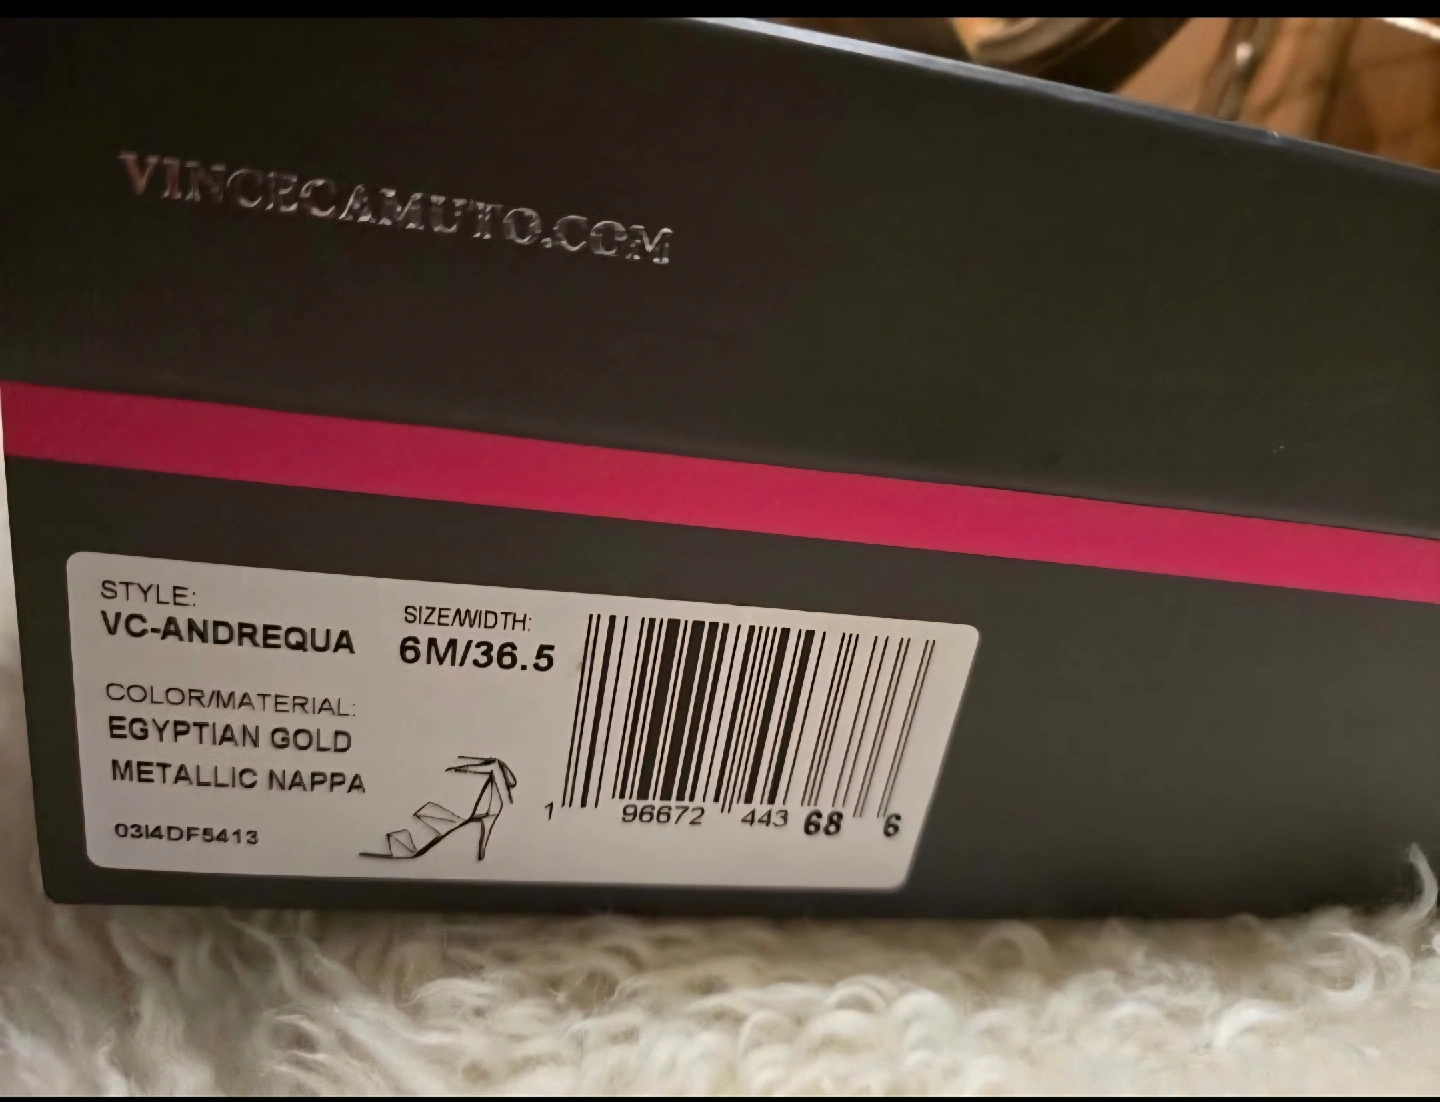 VINCECAMUTO.COM
STYLE:
VC-ANDREQUA
SIZE/WIDTH:
6M/36.5
COLOR/MATERIAL:
EGYPTIAN GOLD
METALLIC NAPPA
03I4DF5413
1 96672 443 68 6